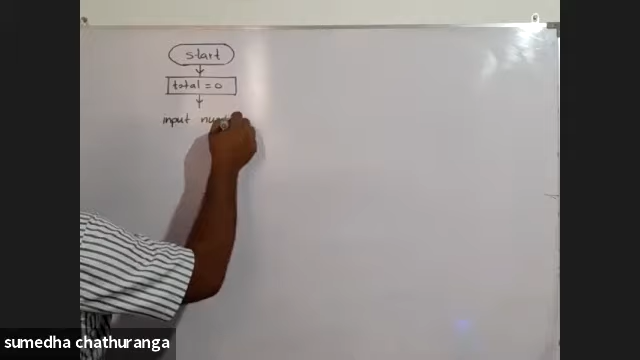 start
total = 0
input
sumedha chathuranga